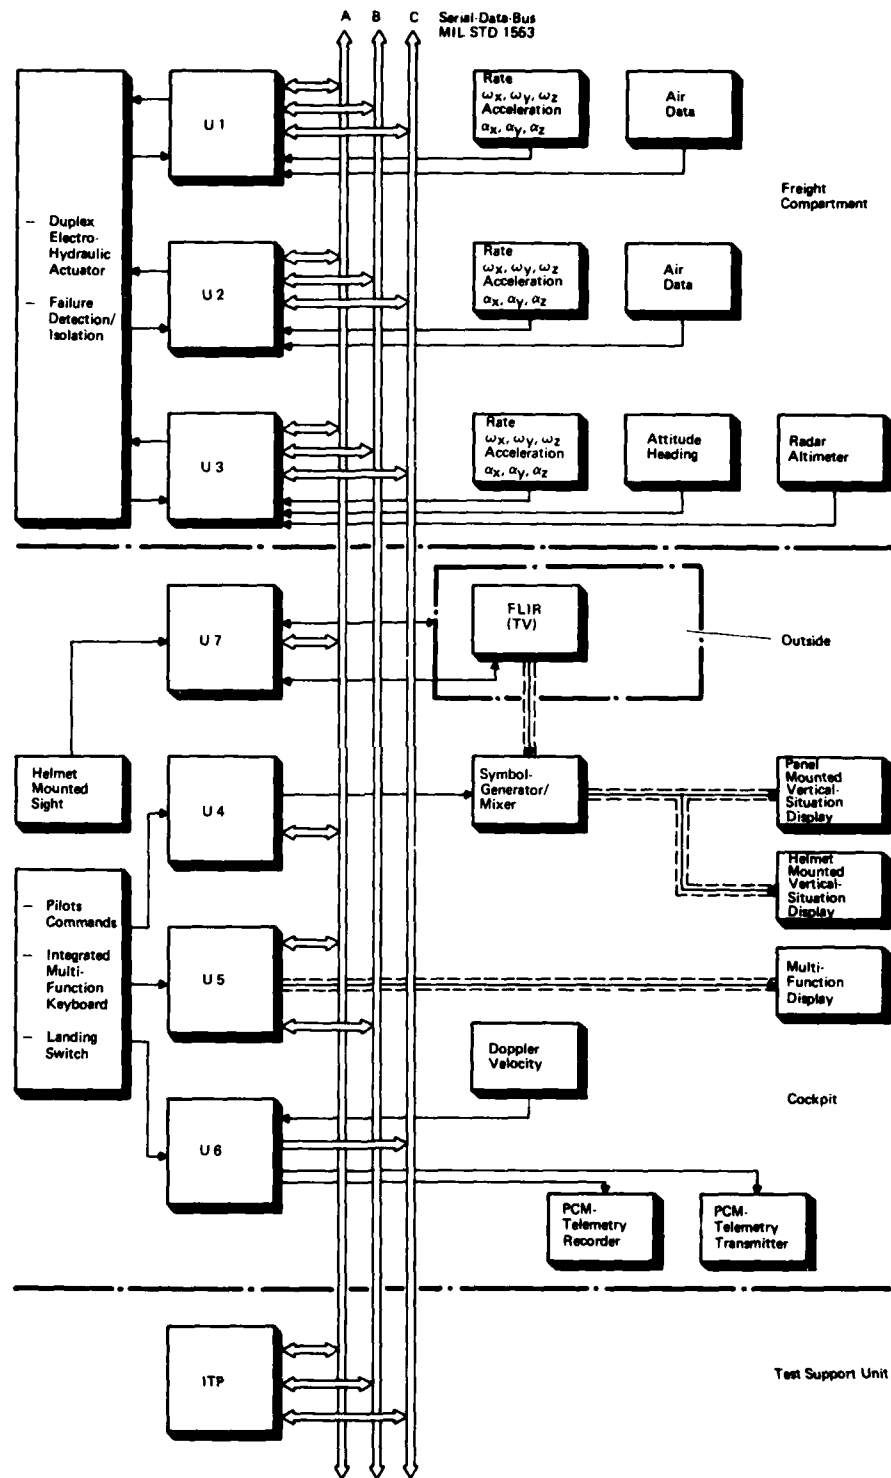 A B C Serial-Data-Bus
MIL STD 1553
U 1
Rate
ωx, ωy, ωz
Acceleration
αx, αy, αz
Air
Data
Freight
Compartment
– Duplex
Electro-
Hydraulic
Actuator
– Failure
Detection/
Isolation
U 2
Rate
ωx, ωy, ωz
Acceleration
αx, αy, αz
Air
Data
U 3
Rate
ωx, ωy, ωz
Acceleration
αx, αy, αz
Attitude
Heading
Radar
Altimeter
U 7
FLIR
(TV)
Outside
Helmet
Mounted
Sight
U 4
Symbol-
Generator/
Mixer
Panel
Mounted
Vertical-
Situation
Display
Helmet
Mounted
Vertical-
Situation
Display
– Pilots
Commands
– Integrated
Multi-
Function
Keyboard
– Landing
Switch
U 5
Multi-
Function
Display
Doppler
Velocity
Cockpit
U 6
PCM-
Telemetry
Recorder
PCM-
Telemetry
Transmitter
ITP
Test Support Unit